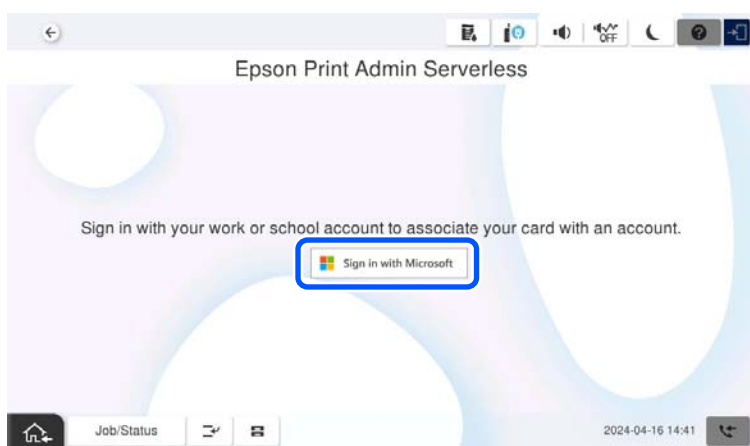 OFF
Epson Print Admin Serverless
Sign in with your work or school account to associate your card with an account.
Sign in with Microsoft
Job/Status
2024-04-16 14:41